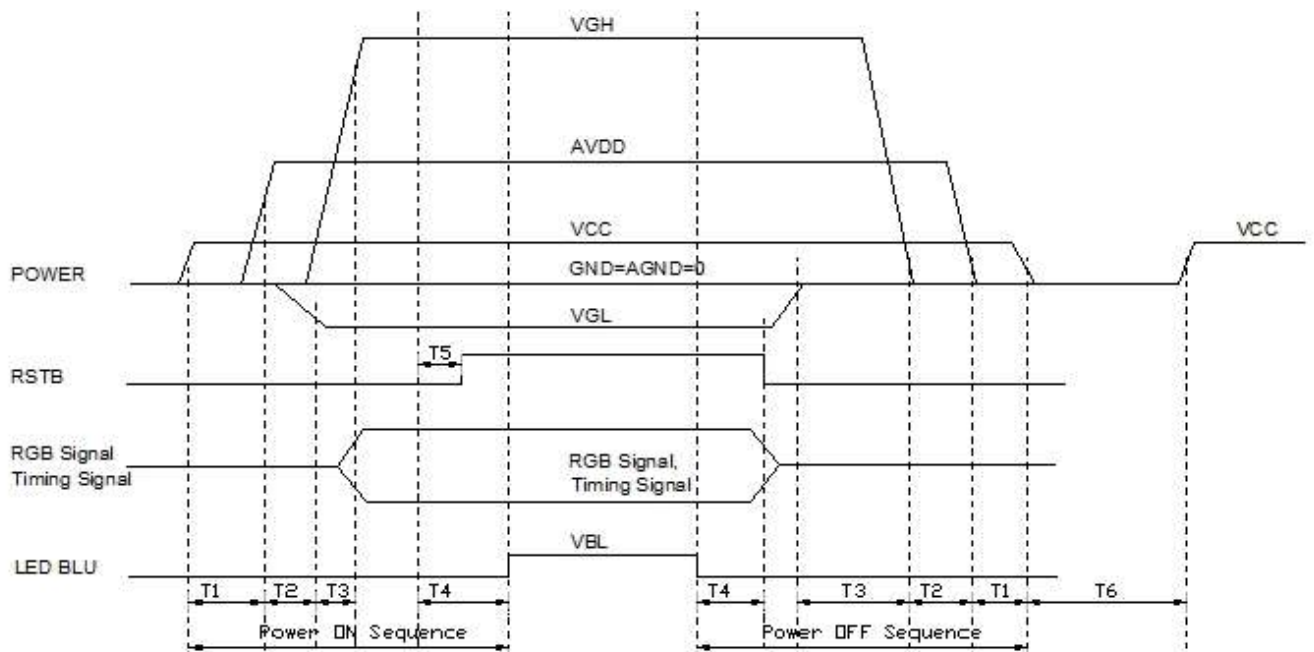 VGH
AVDD
VCC
VCC
POWER
GND=AGND=0
VGL
T5
RSTB
RGB Signal
Timing Signal
RGB Signal,
Timing Signal
VBL
LED BLU
T1 T2 T3 T4 T4 T3 T2 T1 T6
Power ON Sequence
Power OFF Sequence